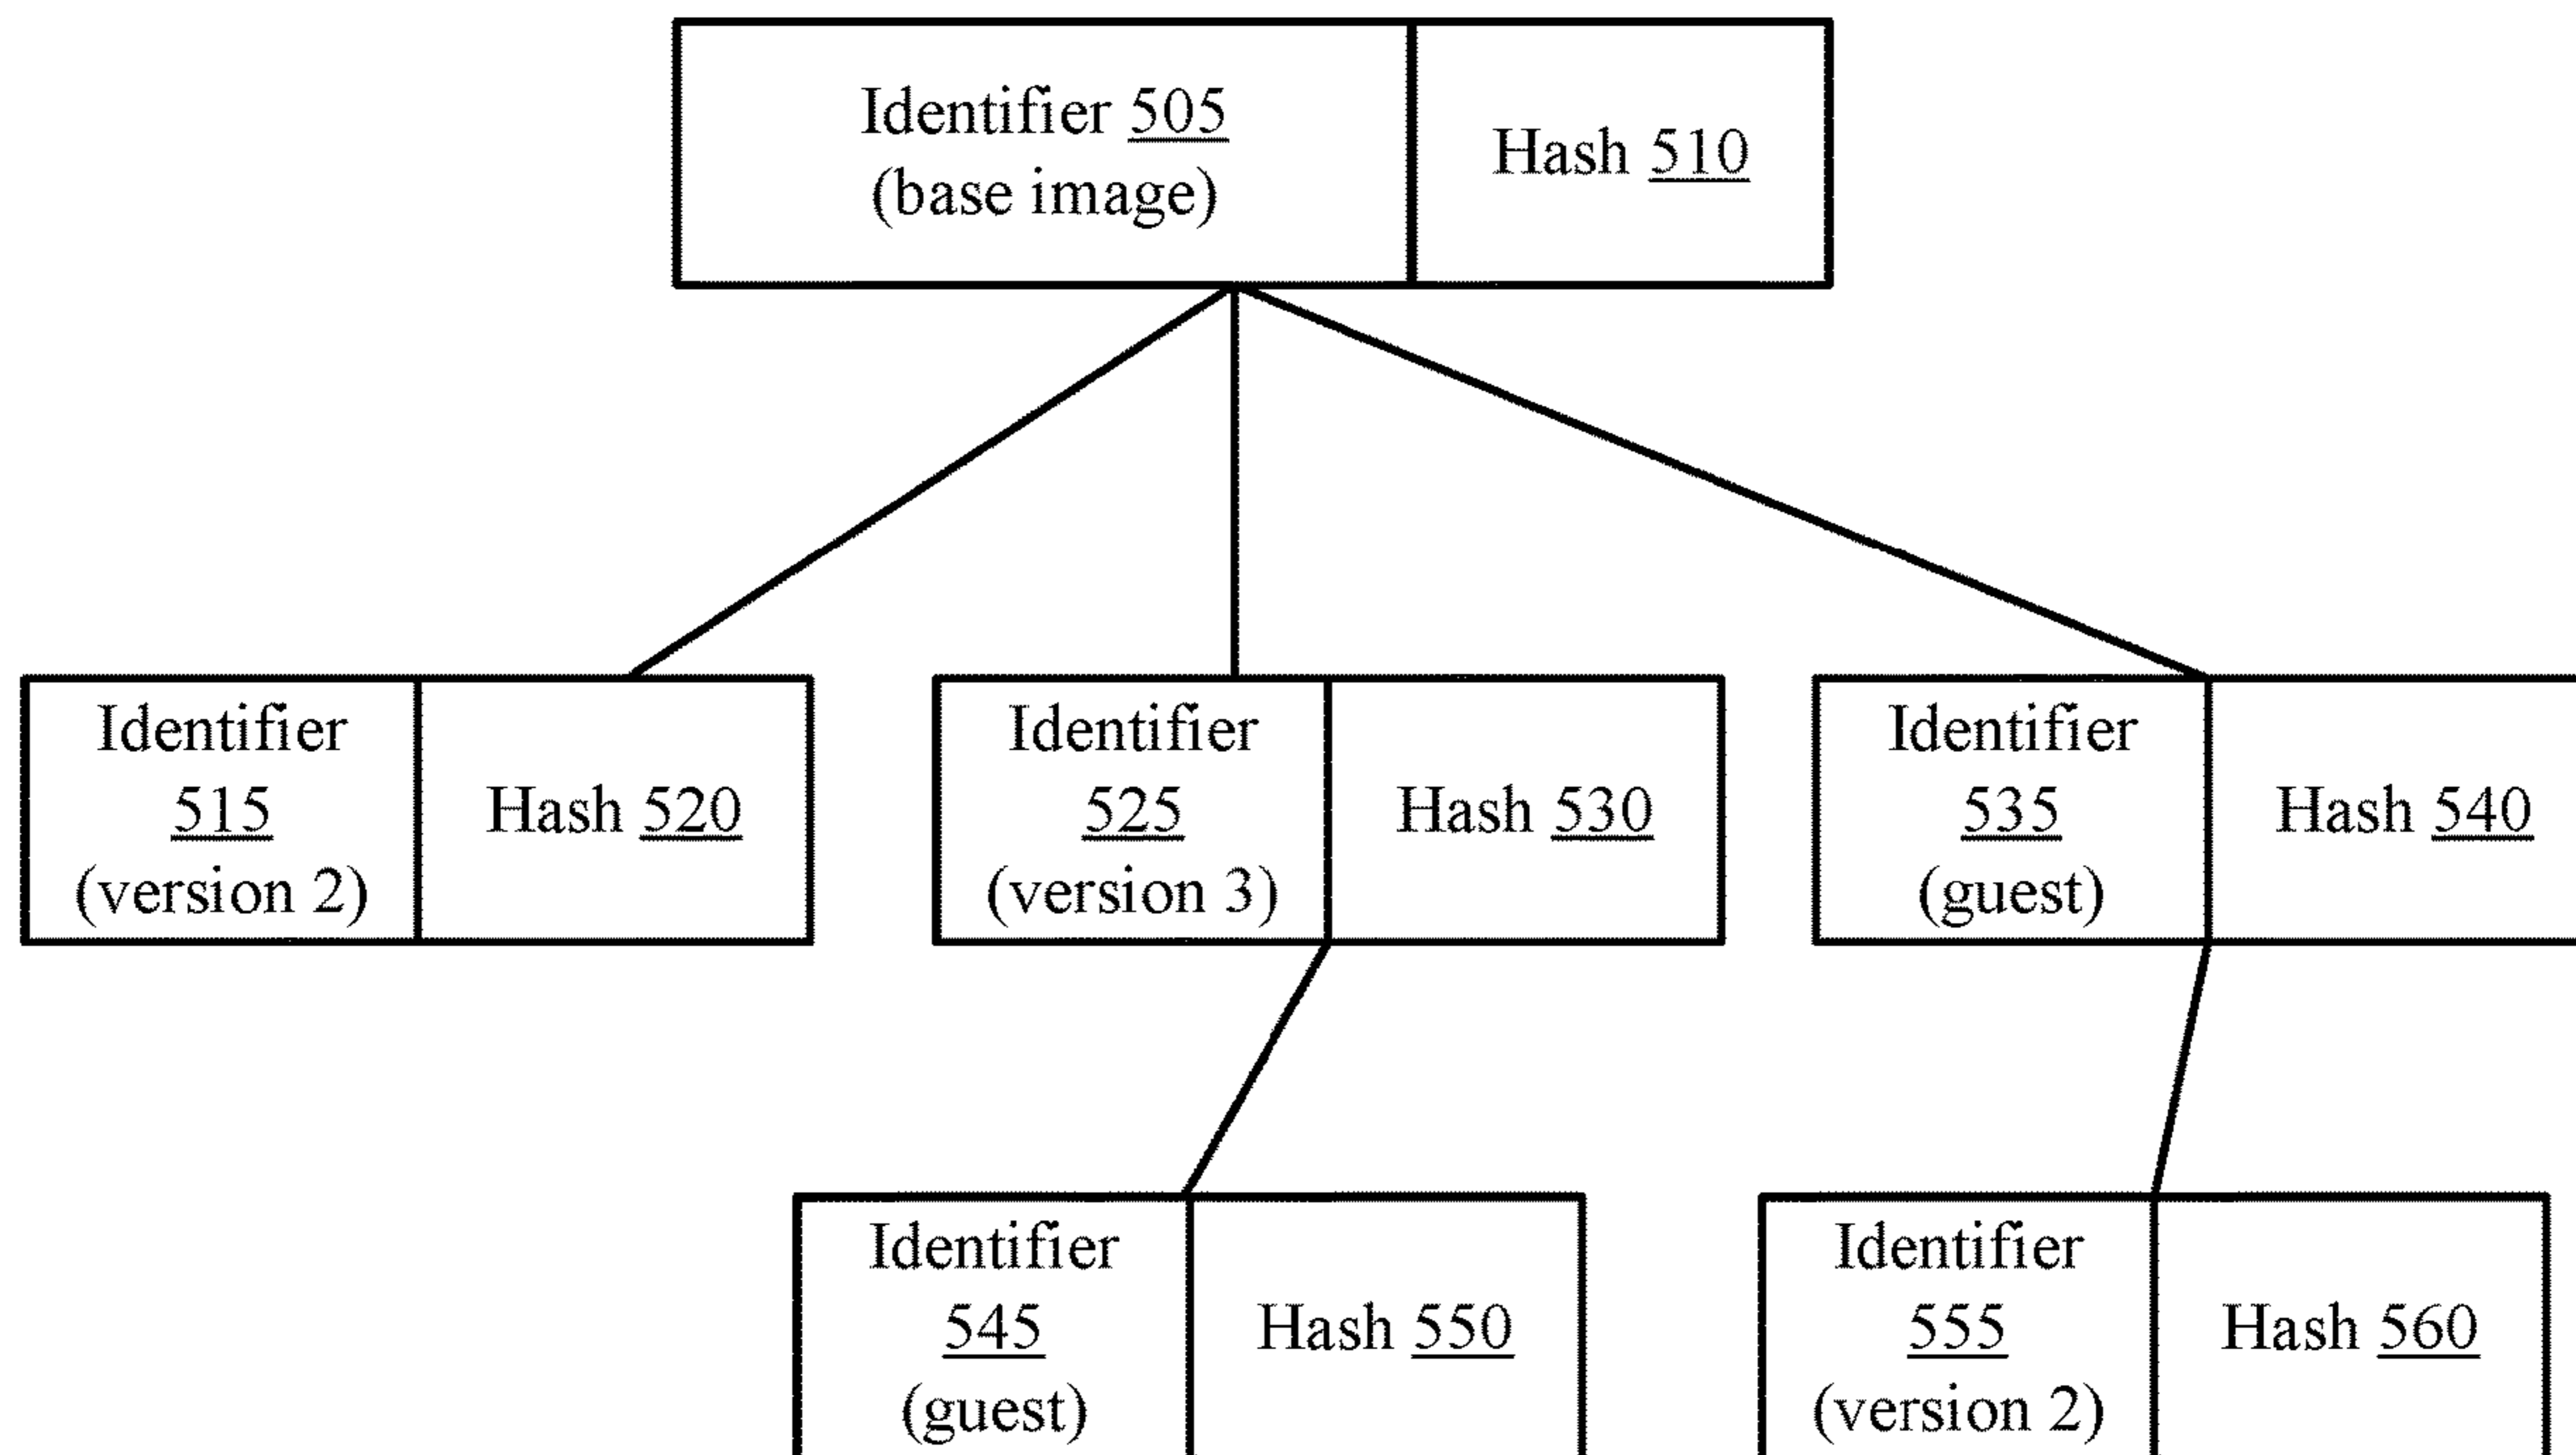 Identifier 505
(base image)
Hash 510
Identifier
515
(version 2)
Hash 520
Identifier
525
(version 3)
Hash 530
Identifier
535
(guest)
Hash 540
Identifier
545
(guest)
Hash 550
Identifier
555
(version 2)
Hash 560